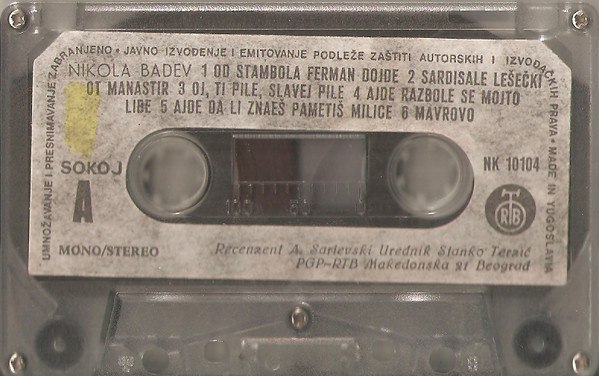 UMNOŽAVANJE I PRESNIMAVANJE ZABRANJENO • JAVNO IZVOĐENJE I EMITOVANJE PODLEŽE ZAŠTITI AUTORSKIH I IZVOĐAČKIH PRAVA • MADE IN YUGOSLAVIA
NIKOLA BADEV 1 OD STAMBOLA FERMAN DOJDE 2 SARDISALE LEŠEČKI
OT MANASTIR 3 OJ, TI PILE, SLAVEJ PILE 4 AJDE RAZBOLE SE MOJTO
LIBE 5 AJDE DA LI ZNAEŠ PAMETIŠ MILICE 6 MAVROVO
SOKOJ
A
NK 10104
RTB
MONO/STEREO
Recenzent A. Sarievski Urednik Stanko Terzić
PGP-RTB Makedonska 21 Beograd